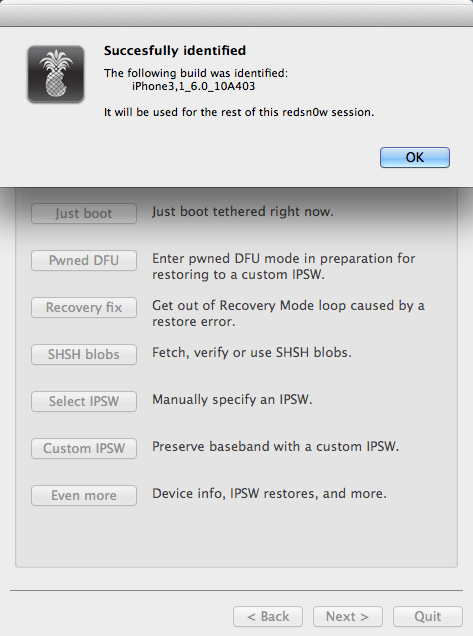 Succesfully identified
The following build was identified:
iPhone3,1_6.0_10A403
It will be used for the rest of this redsn0w session.
OK
Just boot
Just boot tethered right now.
Pwned DFU
Enter pwned DFU mode in preparation for
restoring to a custom IPSW.
Recovery fix
Get out of Recovery Mode loop caused by a
restore error.
SHSH blobs
Fetch, verify or use SHSH blobs.
Select IPSW
Manually specify an IPSW.
Custom IPSW
Preserve baseband with a custom IPSW.
Even more
Device info, IPSW restores, and more.
< Back
Next >
Quit